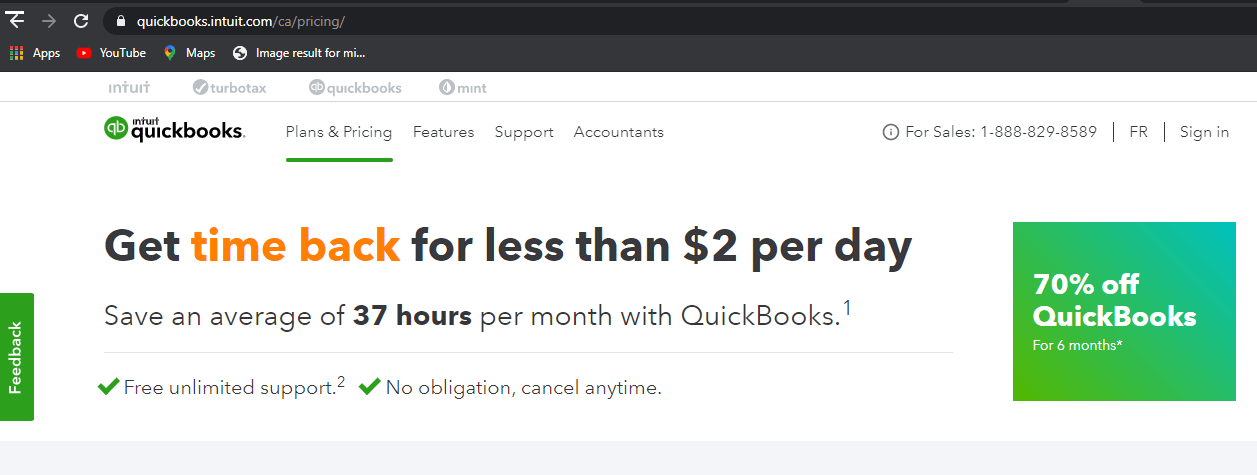 quickbooks.intuit.com/ca/pricing/
Apps YouTube Maps Image result for mi...
intuit turbotax quickbooks mint
intuit quickbooks. Plans & Pricing Features Support Accountants For Sales: 1-888-829-8589 FR Sign in
Get time back for less than $2 per day
Save an average of 37 hours per month with QuickBooks.1
Free unlimited support.2 No obligation, cancel anytime.
70% off
QuickBooks
For 6 months*
Feedback